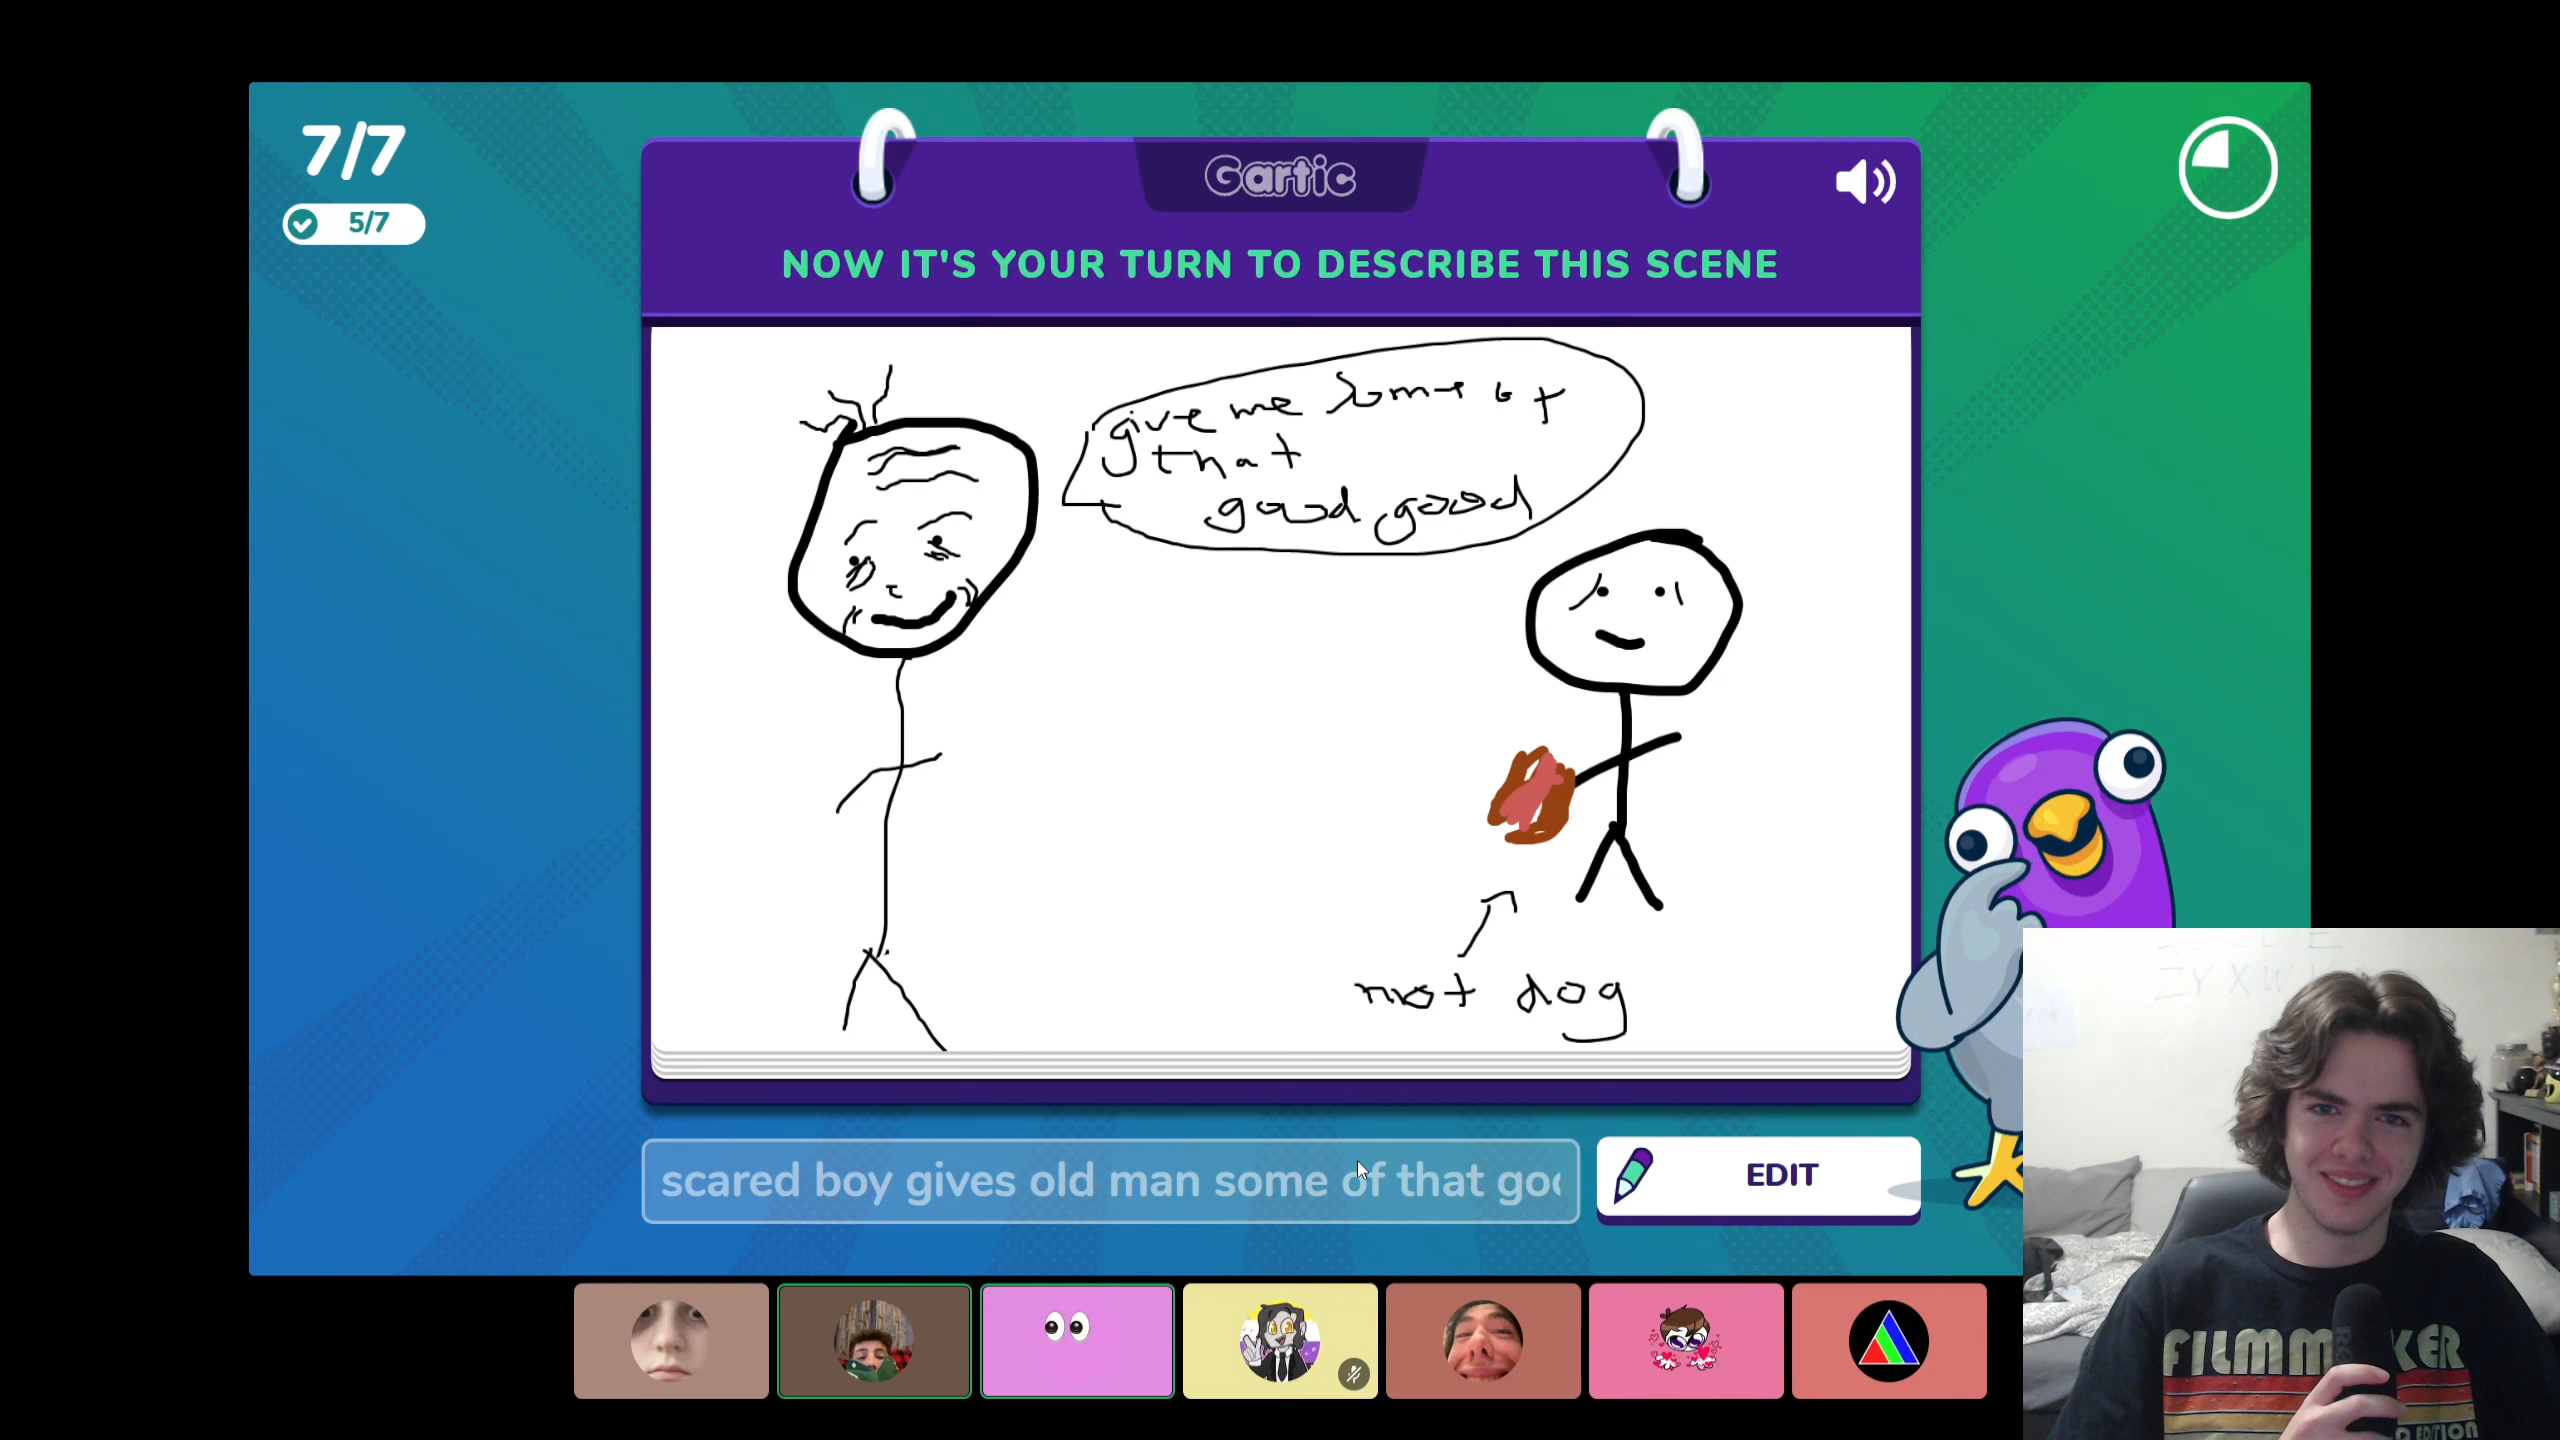 7/7
5/7
Gartic
NOW IT'S YOUR TURN TO DESCRIBE THIS SCENE
give me some of
that
good good
not dog
scared boy gives old man some of that goo
EDIT
FILMM KER
D EDITION